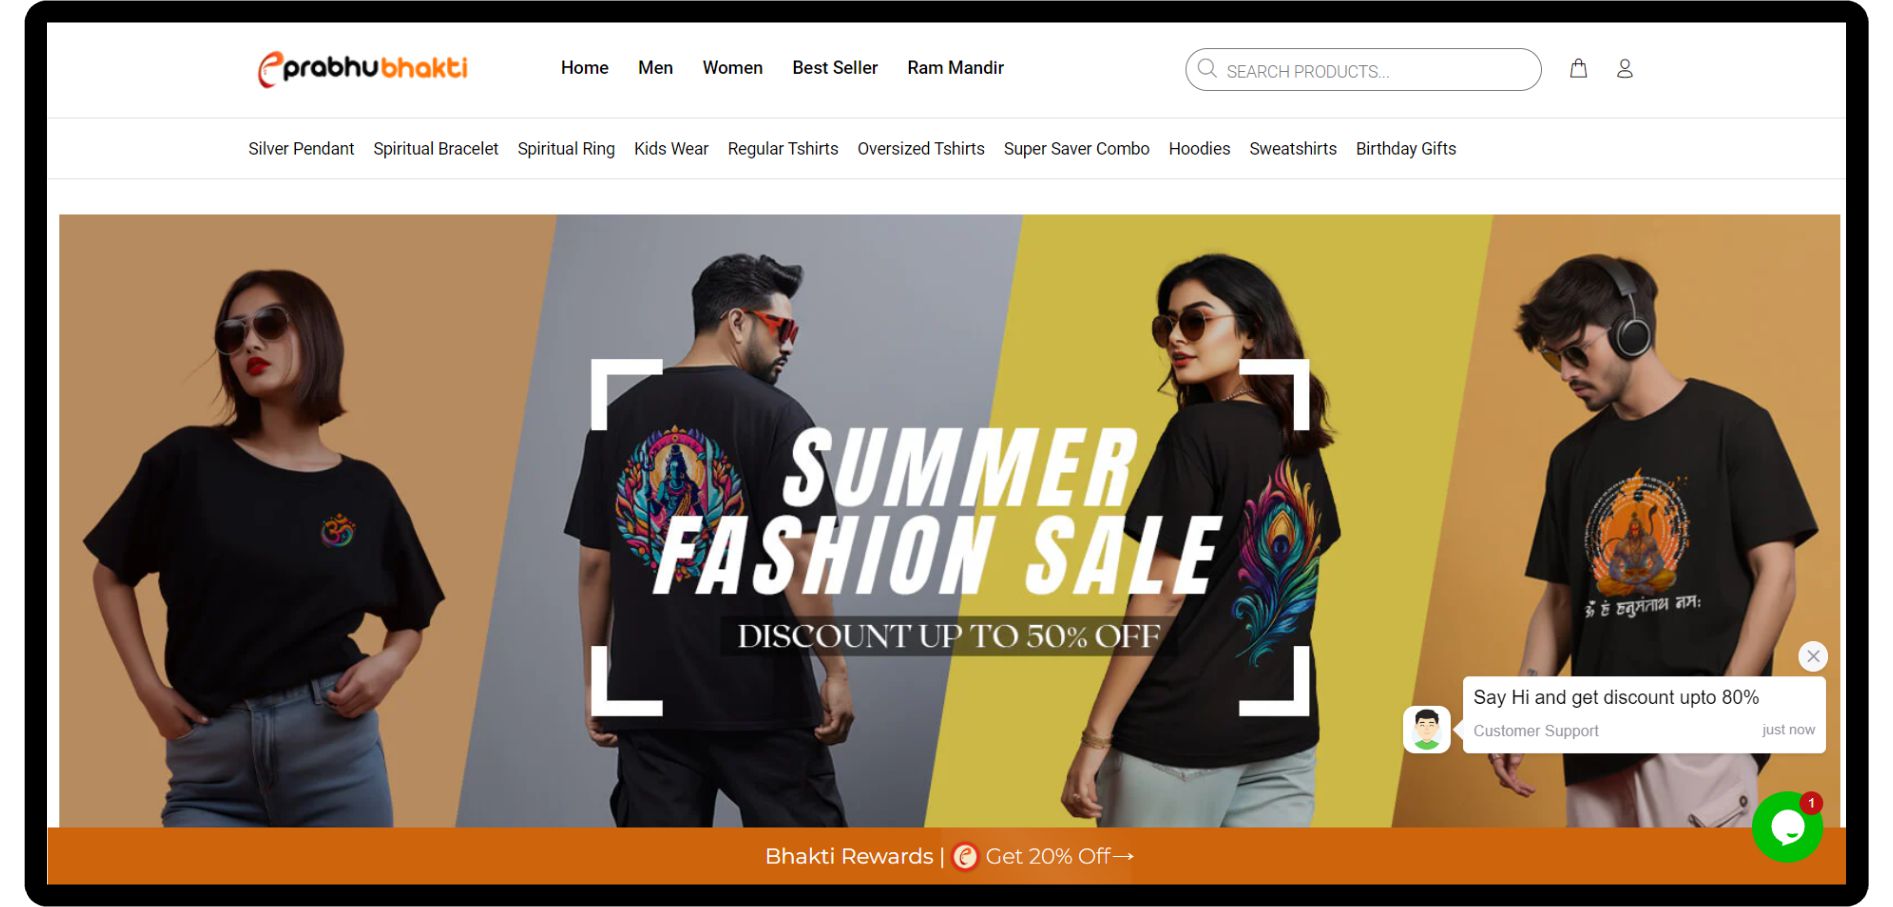 eprabhubhakti
Home Men Women Best Seller Ram Mandir
SEARCH PRODUCTS...
Silver Pendant Spiritual Bracelet Spiritual Ring Kids Wear Regular Tshirts Oversized Tshirts Super Saver Combo Hoodies Sweatshirts Birthday Gifts
ॐ
SUMMER
FASHION SALE
DISCOUNT UP TO 50% OFF
ॐ हं हनुमंताय नमः
Say Hi and get discount upto 80%
Customer Support just now
1
Bhakti Rewards | e Get 20% Off→